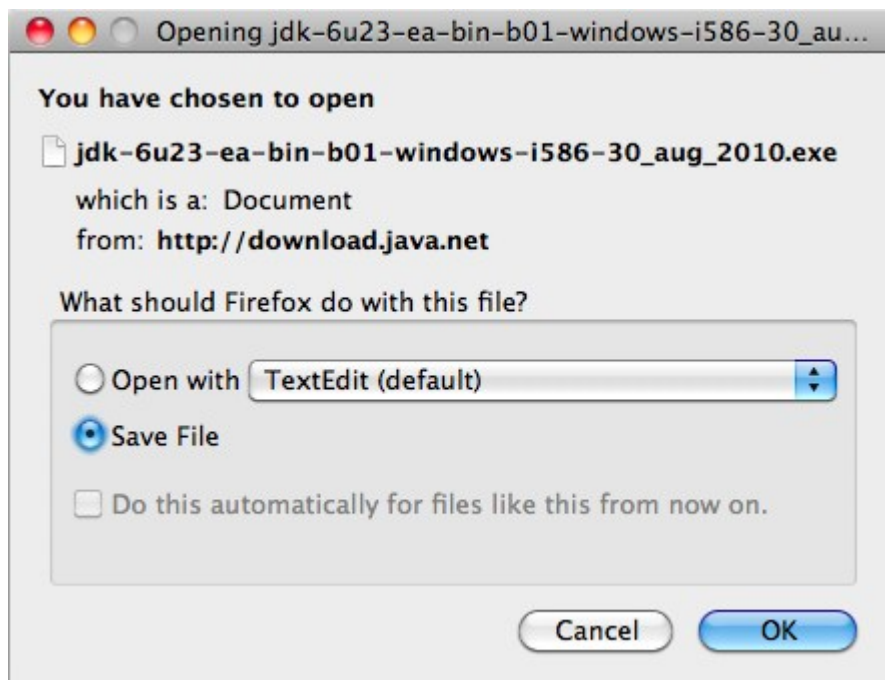 Opening jdk-6u23-ea-bin-b01-windows-i586-30_au...
You have chosen to open
jdk-6u23-ea-bin-b01-windows-i586-30_aug_2010.exe
which is a: Document
from: http://download.java.net
What should Firefox do with this file?
Open with TextEdit (default)
Save File
Do this automatically for files like this from now on.
Cancel OK